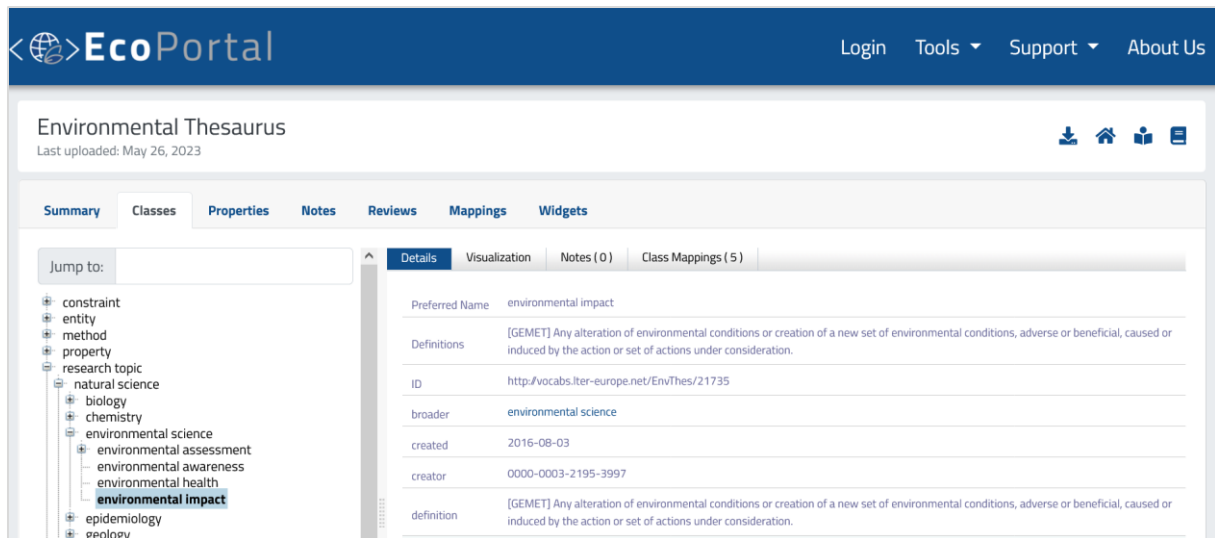 <>EcoPortal
Login Tools Support About Us
Environmental Thesaurus
Last uploaded: May 26, 2023
Summary Classes Properties Notes Reviews Mappings Widgets
Jump to:
constraint
entity
method
property
research topic
natural science
biology
chemistry
environmental science
environmental assessment
environmental awareness
environmental health
environmental impact
epidemiology
geology
Details Visualization Notes ( 0 ) Class Mappings ( 5 )
Preferred Name environmental impact
Definitions [GEMET] Any alteration of environmental conditions or creation of a new set of environmental conditions, adverse or beneficial, caused or
induced by the action or set of actions under consideration.
ID http://vocabs.lter-europe.net/EnvThes/21735
broader environmental science
created 2016-08-03
creator 0000-0003-2195-3997
definition [GEMET] Any alteration of environmental conditions or creation of a new set of environmental conditions, adverse or beneficial, caused or
induced by the action or set of actions under consideration.